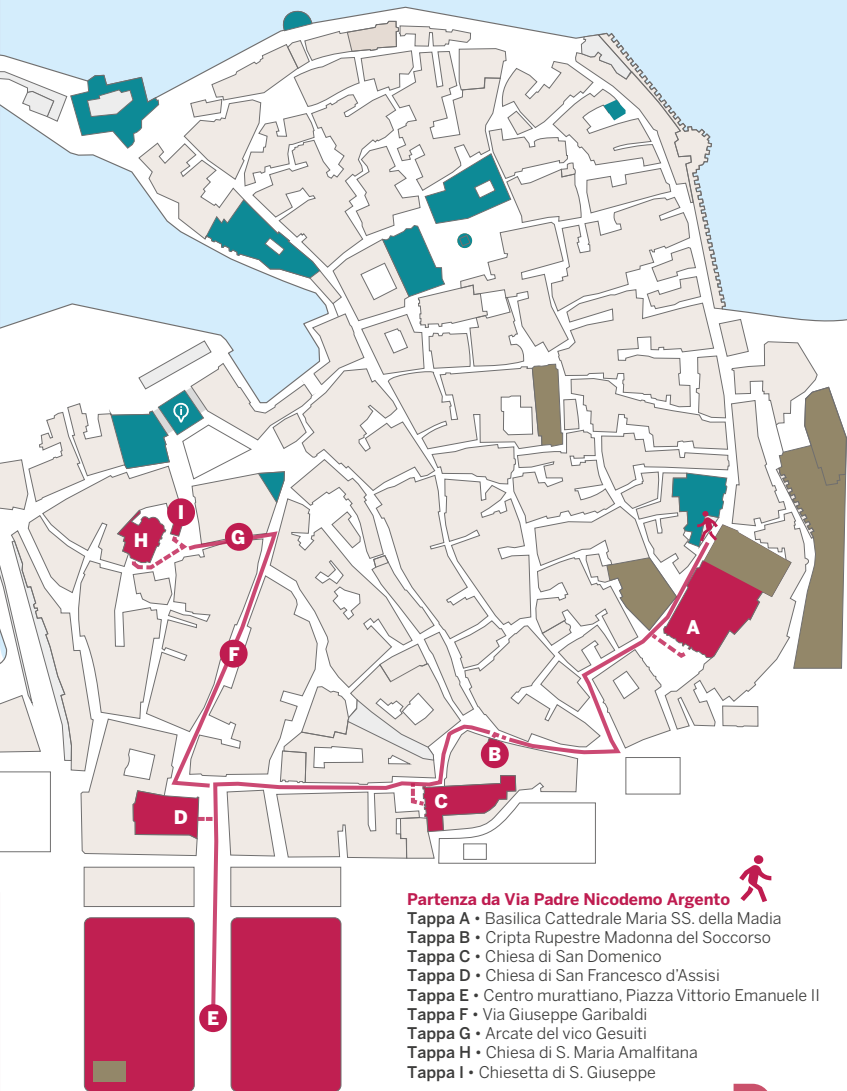 i
I
H
G
F
A
B
C
D
E
Partenza da Via Padre Nicodemo Argento
Tappa A • Basilica Cattedrale Maria SS. della Madia
Tappa B • Cripta Rupestre Madonna del Soccorso
Tappa C • Chiesa di San Domenico
Tappa D • Chiesa di San Francesco d'Assisi
Tappa E • Centro murattiano, Piazza Vittorio Emanuele II
Tappa F • Via Giuseppe Garibaldi
Tappa G • Arcate del vico Gesuiti
Tappa H • Chiesa di S. Maria Amalfitana
Tappa I • Chiesetta di S. Giuseppe